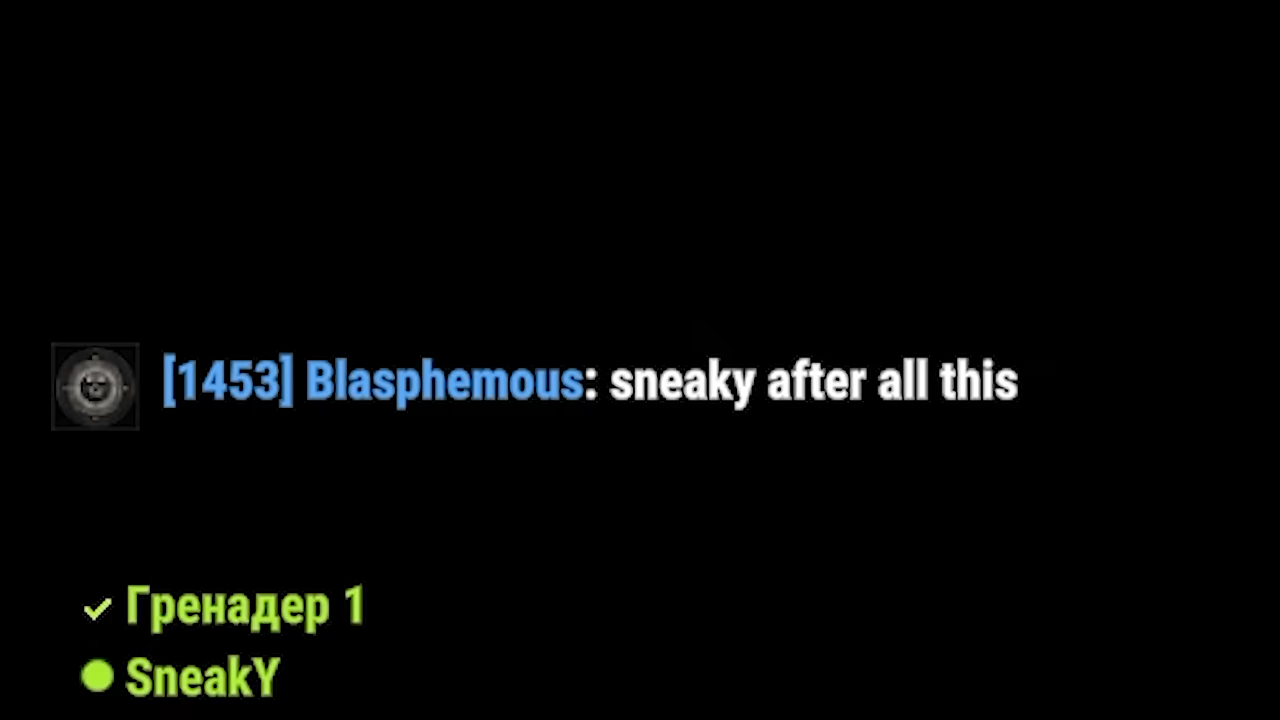 [1453] Blasphemous: sneaky after all this
Гренадер 1
SneakY